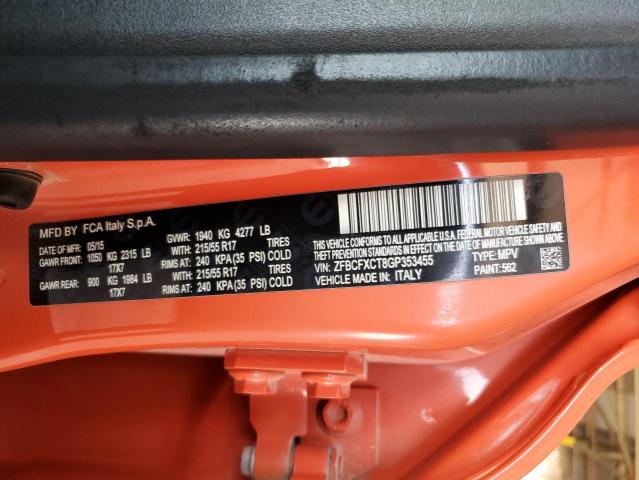 MFD BY FCA Italy S.p.A.
DATE OF MFR: 05/15 GVWR: 1940 KG 4277 LB
GAWR FRONT: 1050 KG 2315 LB WITH 215/55 R17 TIRES
17X7 RIMS AT: 240 KPA(35 PSI) COLD
GAWR REAR: 900 KG 1984 LB WITH 215/55 R17 TIRES
17X7 RIMS AT: 240 KPA(35 PSI) COLD
THIS VEHICLE CONFORMS TO ALL APPLICABLE U.S.A. FEDERAL MOTOR VEHICLE SAFETY, BUMPER AND
THEFT PREVENTION STANDARDS IN EFFECT ON THE DATE OF MANUFACTURE SHOWN ABOVE
VIN: ZFBCFXCT8GP353455 TYPE: MPV
VEHICLE MADE IN: ITALY PAINT: 562